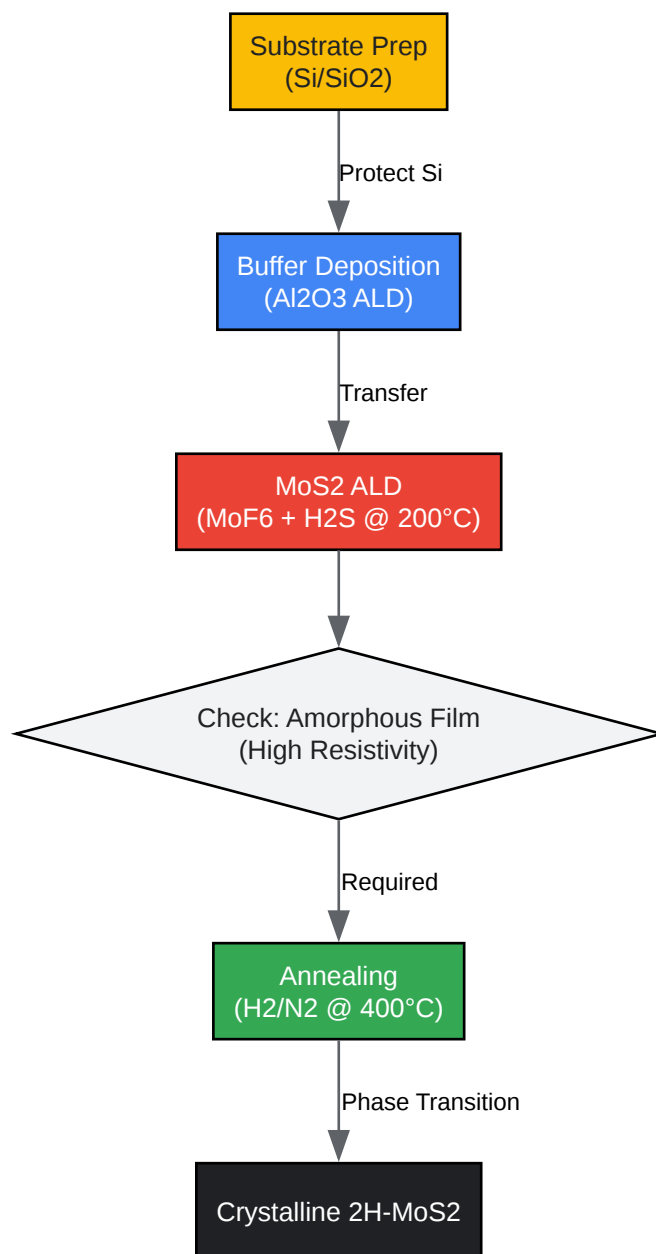 Substrate Prep
(Si/SiO2)
Protect Si
Buffer Deposition
(Al2O3 ALD)
Transfer
MoS2 ALD
(MoF6 + H2S @ 200°C)
Check: Amorphous Film
(High Resistivity)
Required
Annealing
(H2/N2 @ 400°C)
Phase Transition
Crystalline 2H-MoS2